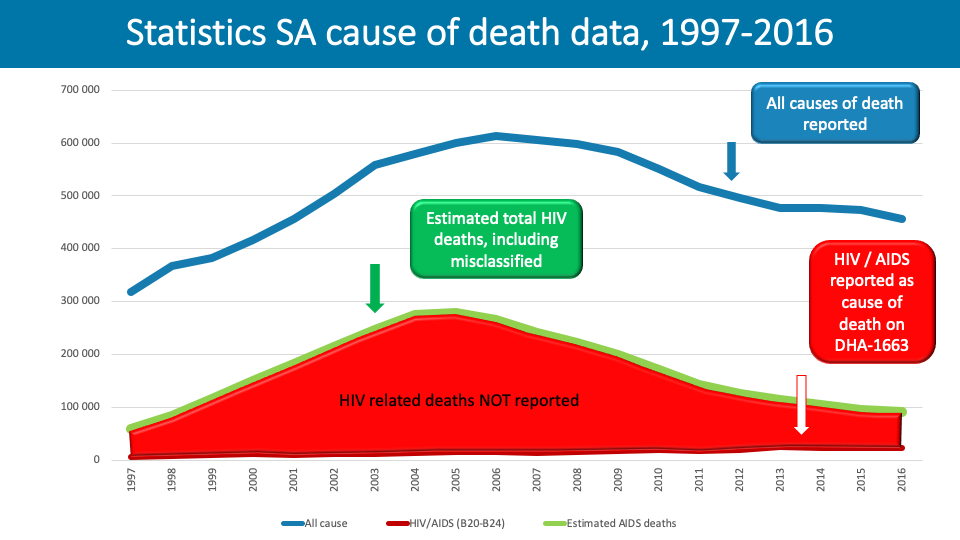 Statistics SA cause of death data, 1997-2016
700 000
600 000
500 000
400 000
300 000
200 000
100 000
0
All causes of death
reported
Estimated total HIV
deaths, including
misclassified
HIV / AIDS
reported as
cause of
death on
DHA-1663
HIV related deaths NOT reported
1997
1998
1999
2000
2001
2002
2003
2004
2005
2006
2007
2008
2009
2010
2011
2012
2013
2014
2015
2016
All cause
HIV/AIDS (B20-B24)
Estimated AIDS deaths